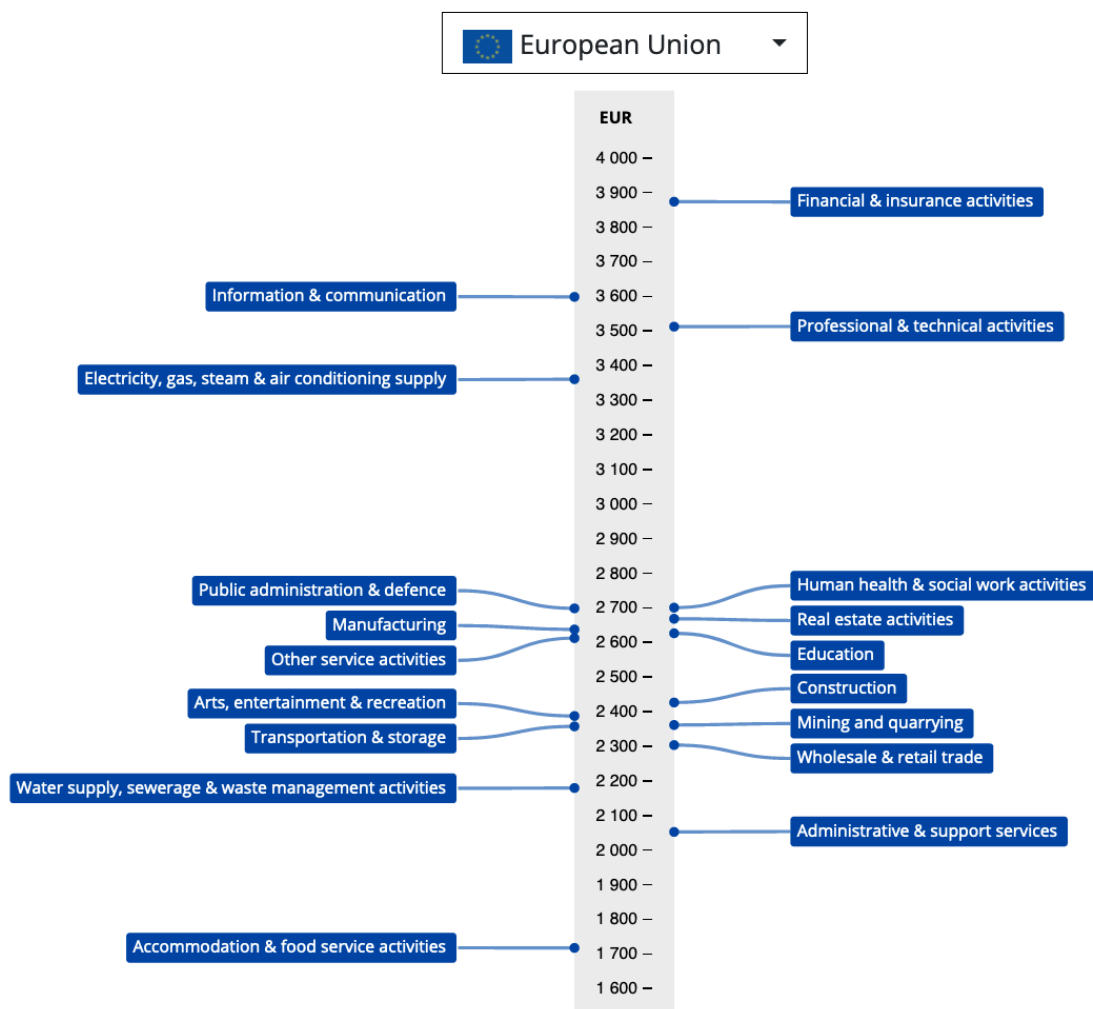 European Union
EUR
4 000
3 900
Financial & insurance activities
3 800
3 700
Information & communication
3 600
3 500
Professional & technical activities
3 400
Electricity, gas, steam & air conditioning supply
3 300
3 200
3 100
3 000
2 900
2 800
Public administration & defence
Human health & social work activities
2 700
Manufacturing
Real estate activities
2 600
Other service activities
Education
2 500
Construction
Arts, entertainment & recreation
2 400
Mining and quarrying
Transportation & storage
2 300
Wholesale & retail trade
2 200
Water supply, sewerage & waste management activities
2 100
Administrative & support services
2 000
1 900
1 800
Accommodation & food service activities
1 700
1 600